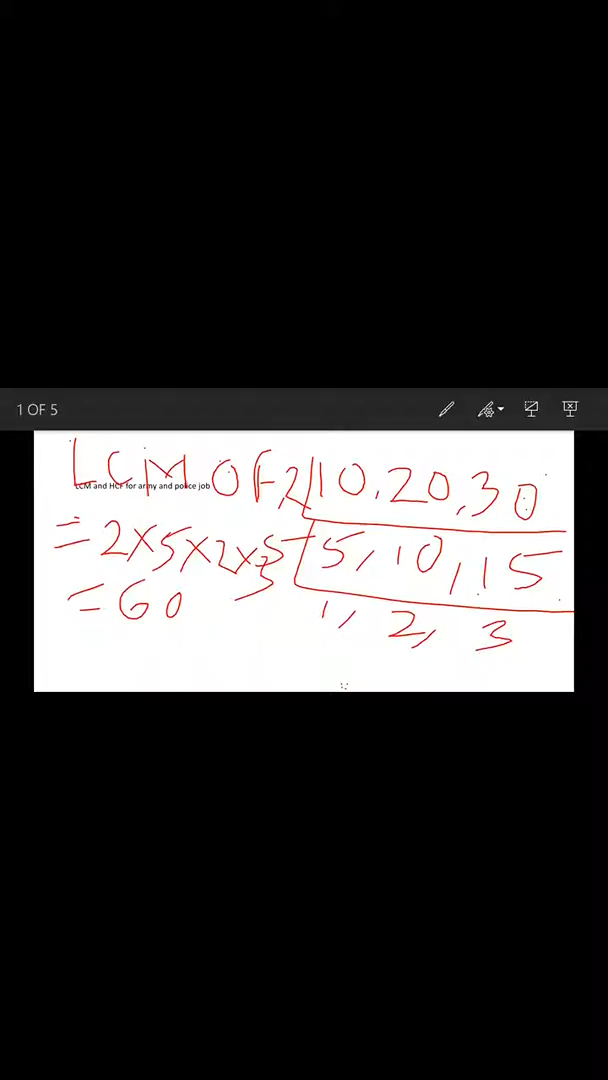 1 OF 5
LCM OF 2 10, 20, 30
LCM and HCF for army and police job
= 2×5×2×3 5 5, 10, 15
= 60 1, 2, 3